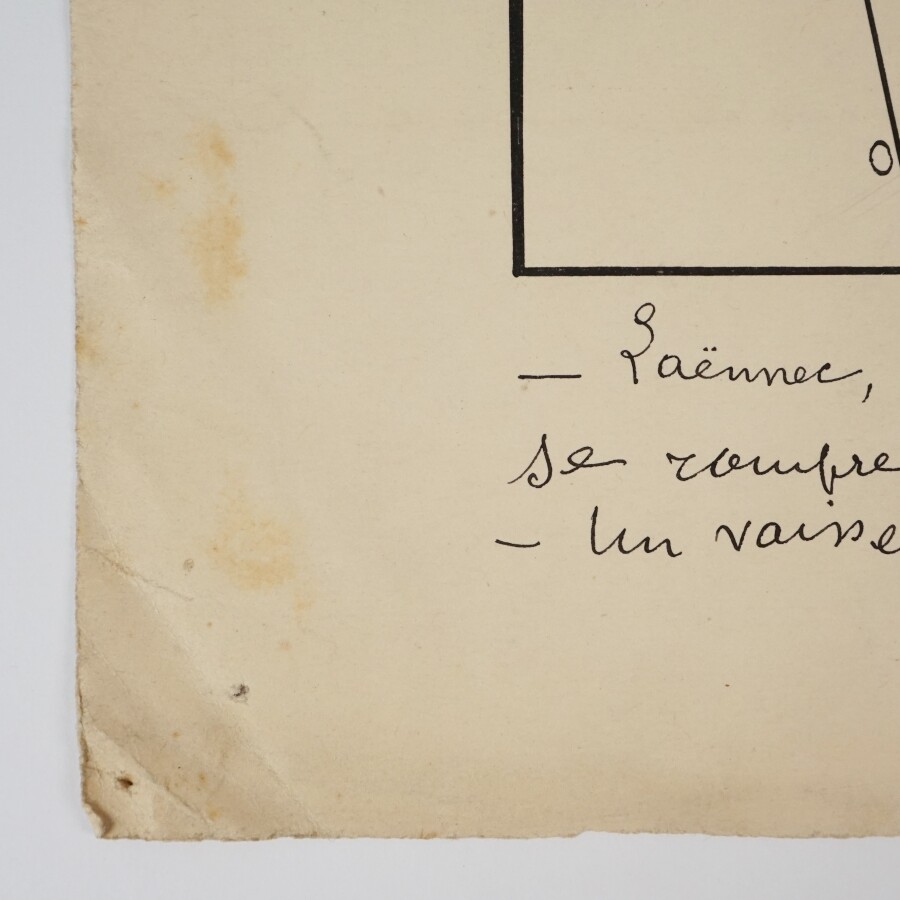 — Laënnec,
se rompre
- Un vaisse